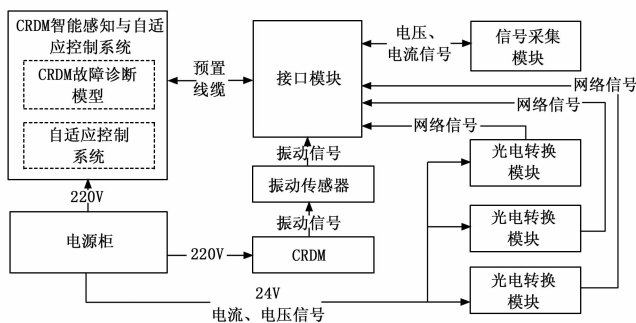 CRDM智能感知与自适
应控制系统
CRDM故障诊断
模型
自适应控制
系统
预置
线缆
接口模块
电压、
电流信号
信号采集
模块
网络信号
网络信号
网络信号
振动信号
光电转换
模块
振动传感器
220V
振动信号
光电转换
模块
电源柜
220V
CRDM
24V
电流、电压信号
光电转换
模块